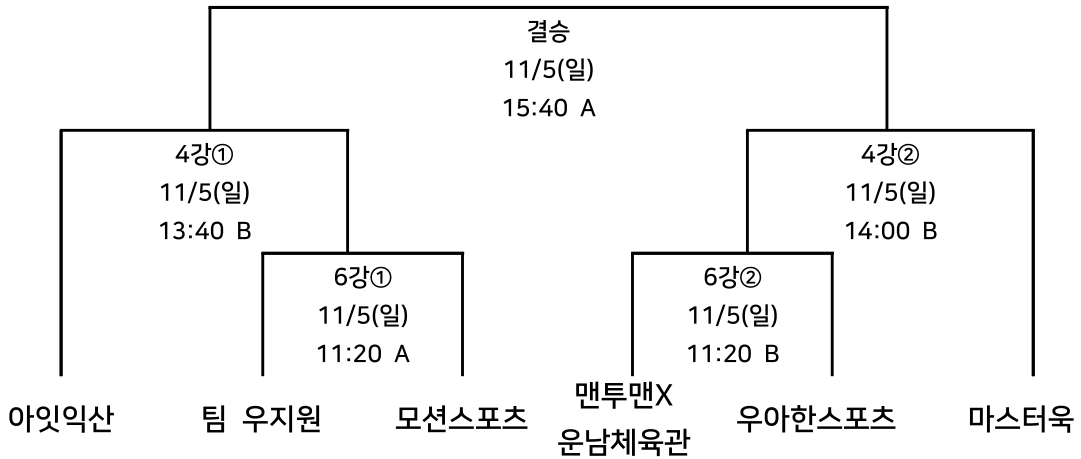 결승
11/5(일)
15:40 A
4강①
11/5(일)
13:40 B
4강②
11/5(일)
14:00 B
6강①
11/5(일)
11:20 A
6강②
11/5(일)
11:20 B
아잇익산
팀 우지원
모션스포츠
맨투맨X
운남체육관
우아한스포츠
마스터욱